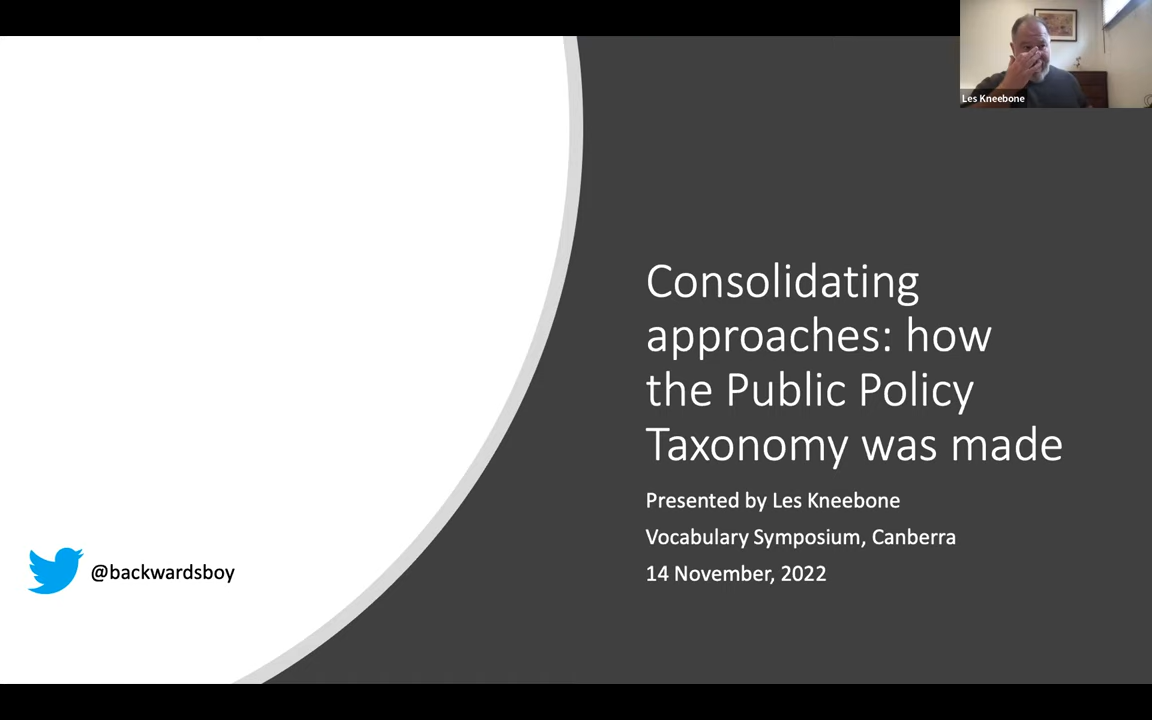 Les Kneebone
Consolidating
approaches: how
the Public Policy
Taxonomy was made
Presented by Les Kneebone
Vocabulary Symposium, Canberra
14 November, 2022
@backwardsboy